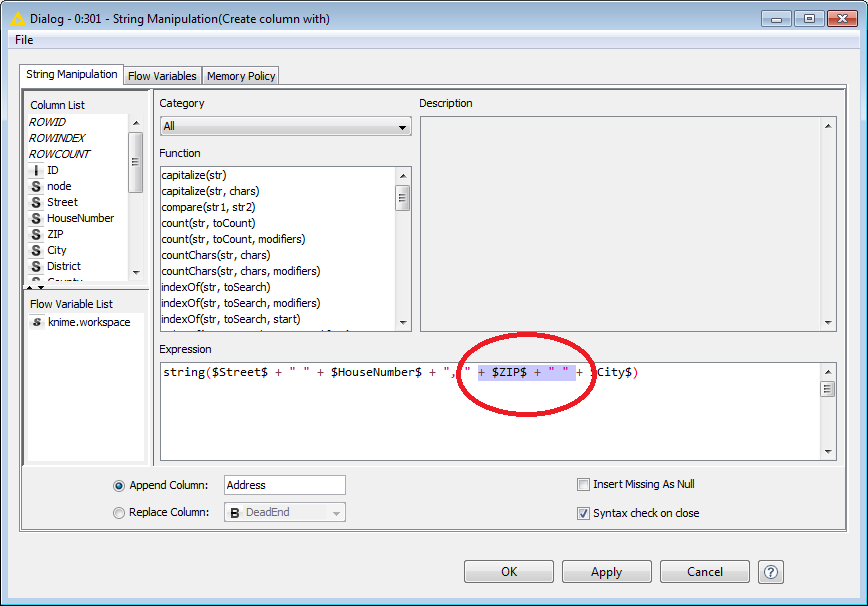 Dialog - 0:301 - String Manipulation(Create column with)
File
String Manipulation
Flow Variables
Memory Policy
Column List
ROWID
ROWINDEX
ROWCOUNT
I ID
S node
S Street
S HouseNumber
S ZIP
S City
S District
S County
Flow Variable List
s knime.workspace
Category
All
Function
capitalize(str)
capitalize(str, chars)
compare(str1, str2)
count(str, toCount)
count(str, toCount, modifiers)
countChars(str, chars)
countChars(str, chars, modifiers)
indexOf(str, toSearch)
indexOf(str, toSearch, modifiers)
indexOf(str, toSearch, start)
Description
Expression
string($Street$ + " " + $HouseNumber$ + ", " + $ZIP$ + " " + $City$)
Append Column: Address
Replace Column: B DeadEnd
Insert Missing As Null
Syntax check on close
OK
Apply
Cancel
?